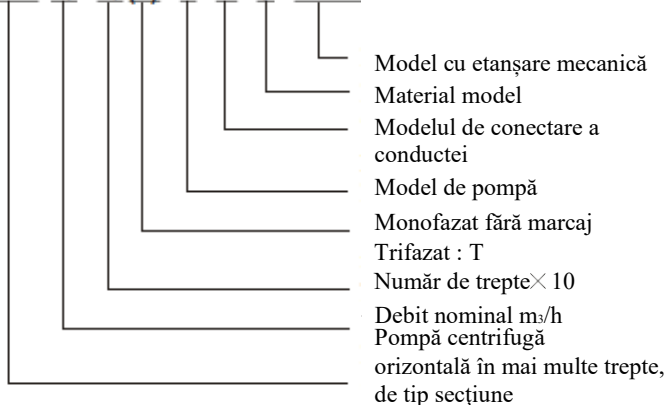 Model cu etanșare mecanică
Material model
Modelul de conectare a
conductei
Model de pompă
Monofazat fără marcaj
Trifazat : T
Număr de trepte×10
Debit nominal m₃/h
Pompă centrifugă
orizontală în mai multe trepte,
de tip secțiune